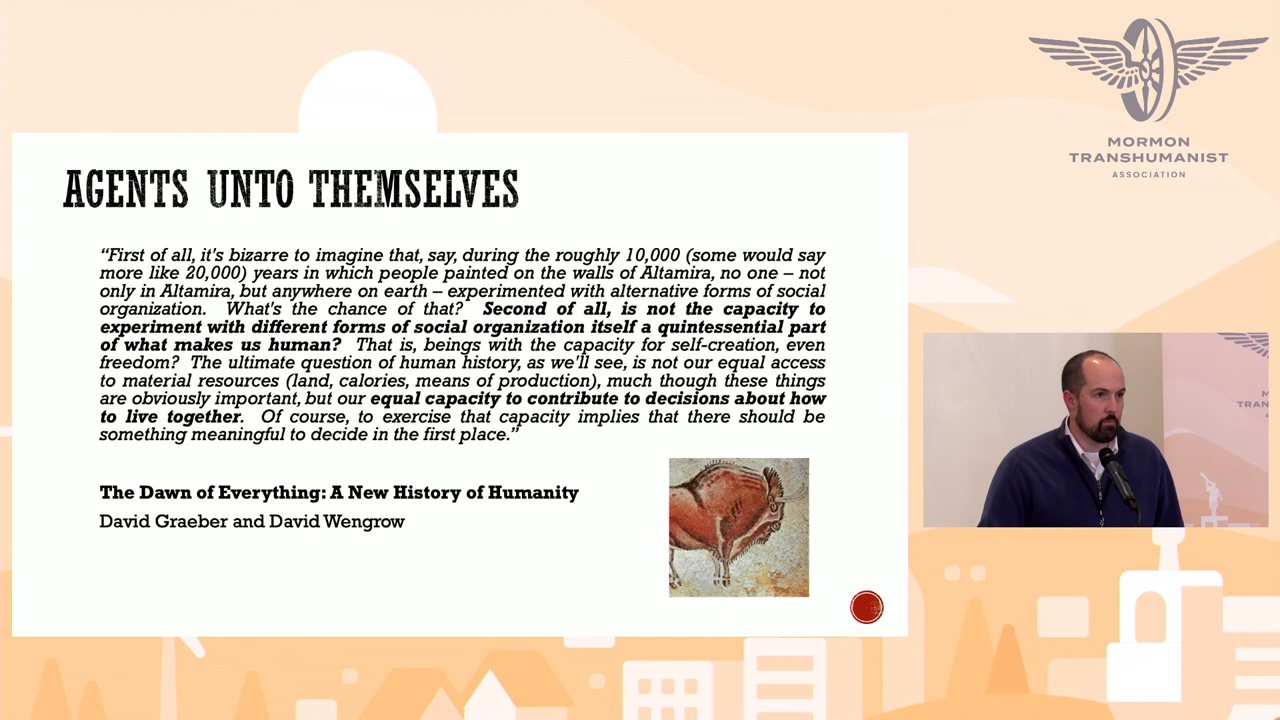 MORMON
TRANSHUMANIST
ASSOCIATION
AGENTS UNTO THEMSELVES
“First of all, it's bizarre to imagine that, say, during the roughly 10,000 (some would say
more like 20,000) years in which people painted on the walls of Altamira, no one – not
only in Altamira, but anywhere on earth – experimented with alternative forms of social
organization. What's the chance of that? Second of all, is not the capacity to
experiment with different forms of social organization itself a quintessential part
of what makes us human? That is, beings with the capacity for self-creation, even
freedom? The ultimate question of human history, as we'll see, is not our equal access
to material resources (land, calories, means of production), much though these things
are obviously important, but our equal capacity to contribute to decisions about how
to live together. Of course, to exercise that capacity implies that there should be
something meaningful to decide in the first place.”
The Dawn of Everything: A New History of Humanity
David Graeber and David Wengrow